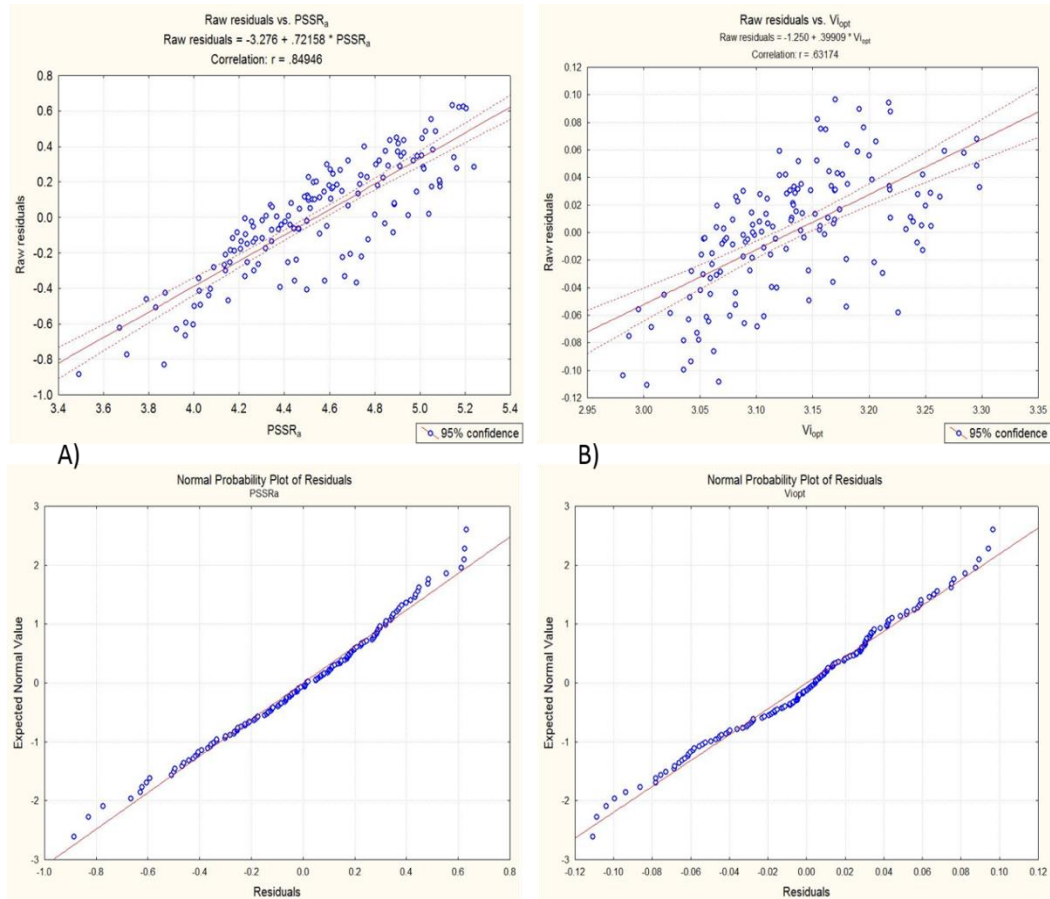 Raw residuals vs. PSSRa
Raw residuals = -3.276 + .72158 * PSSRa
Correlation: r = .84946
Raw residuals
0.8
0.6
0.4
0.2
0.0
-0.2
-0.4
-0.6
-0.8
-1.0
3.4 3.6 3.8 4.0 4.2 4.4 4.6 4.8 5.0 5.2 5.4
PSSRa
95% confidence
A)
Raw residuals vs. Viopt
Raw residuals = -1.250 + .39909 * Viopt
Correlation: r = .63174
Raw residuals
0.12
0.10
0.08
0.06
0.04
0.02
0.00
-0.02
-0.04
-0.06
-0.08
-0.10
0.12
2.95 3.00 3.05 3.10 3.15 3.20 3.25 3.30 3.35
Viopt
95% confidence
B)
Normal Probability Plot of Residuals
PSSRa
Expected Normal Value
3
2
1
0
-1
-2
-3
-1.0 -0.8 -0.6 -0.4 -0.2 0.0 0.2 0.4 0.6 0.8
Residuals
Normal Probability Plot of Residuals
Viopt
Expected Normal Value
3
2
1
0
-1
-2
-3
-0.12 -0.10 -0.08 -0.06 -0.04 -0.02 0.00 0.02 0.04 0.06 0.08 0.10 0.12
Residuals